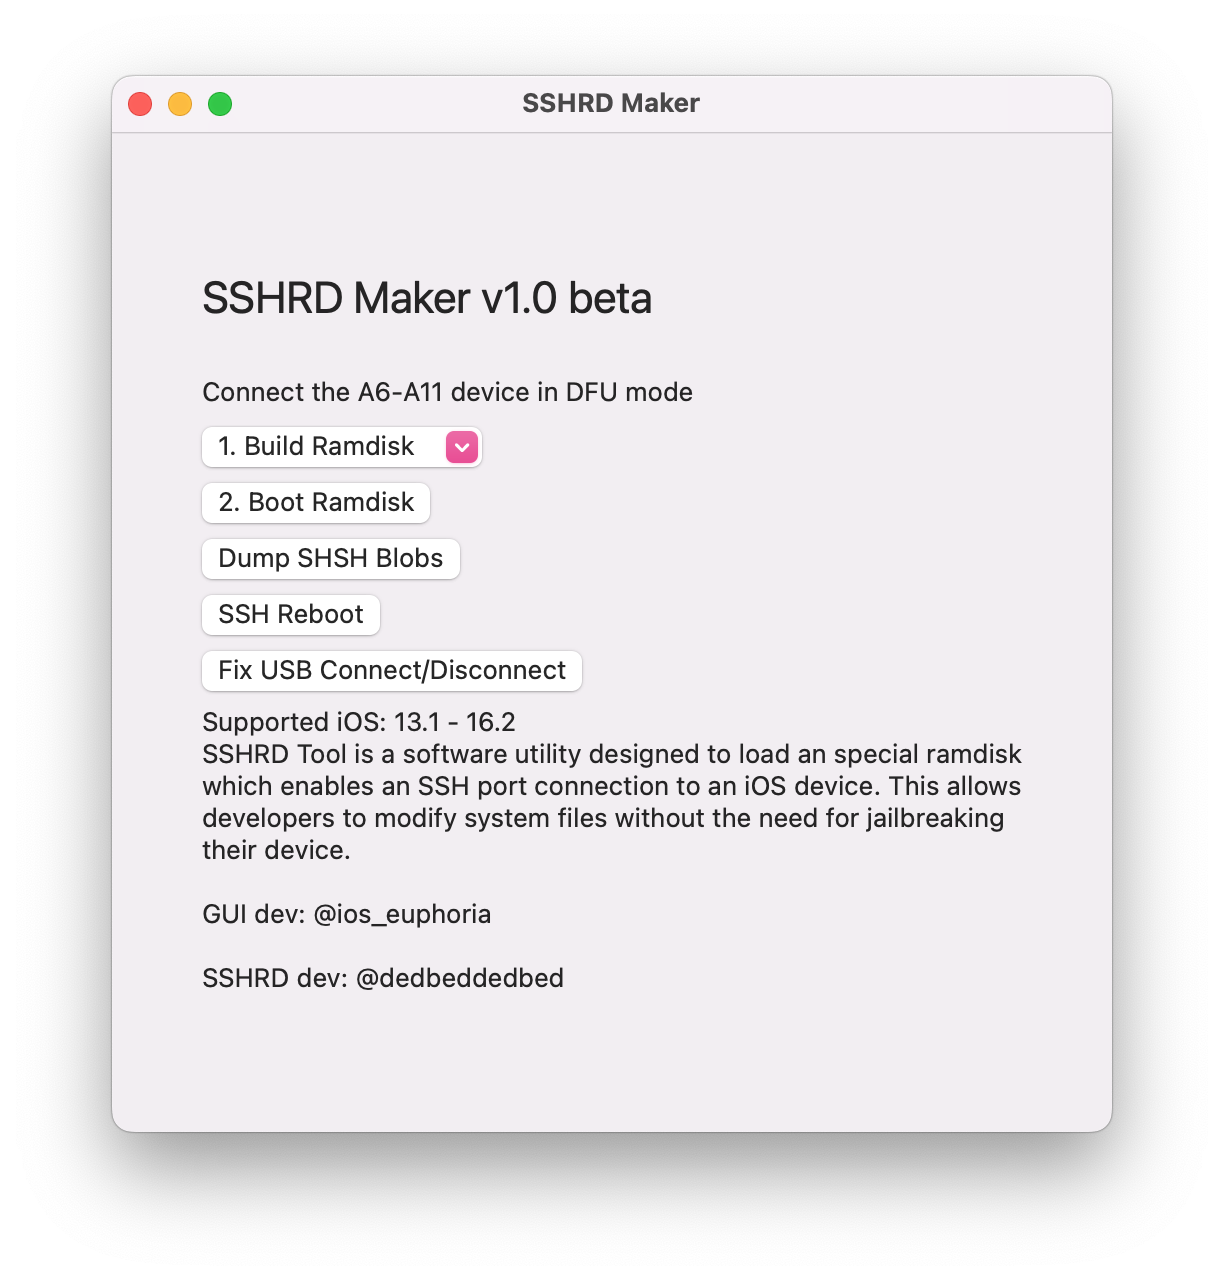 SSHRD Maker
SSHRD Maker v1.0 beta
Connect the A6-A11 device in DFU mode
1. Build Ramdisk
2. Boot Ramdisk
Dump SHSH Blobs
SSH Reboot
Fix USB Connect/Disconnect
Supported iOS: 13.1 - 16.2
SSHRD Tool is a software utility designed to load an special ramdisk
which enables an SSH port connection to an iOS device. This allows
developers to modify system files without the need for jailbreaking
their device.
GUI dev: @ios_euphoria
SSHRD dev: @dedbeddedbed